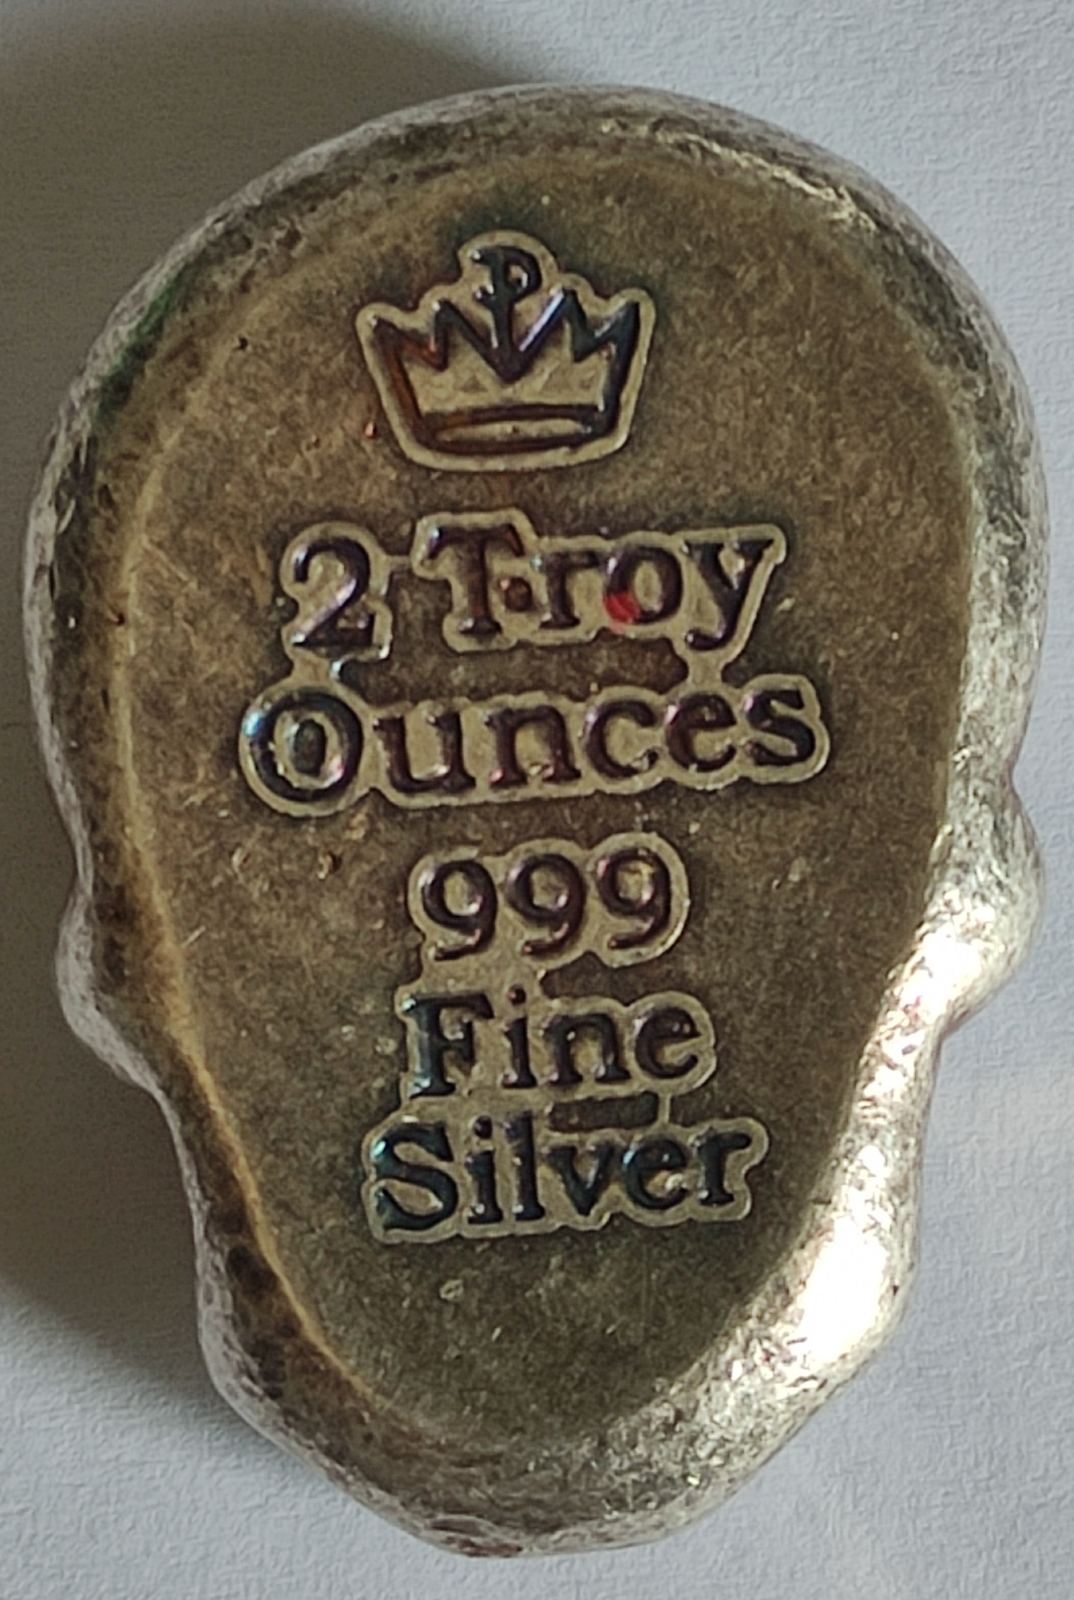 P
2 Troy
Ounces
999
Fine
Silver